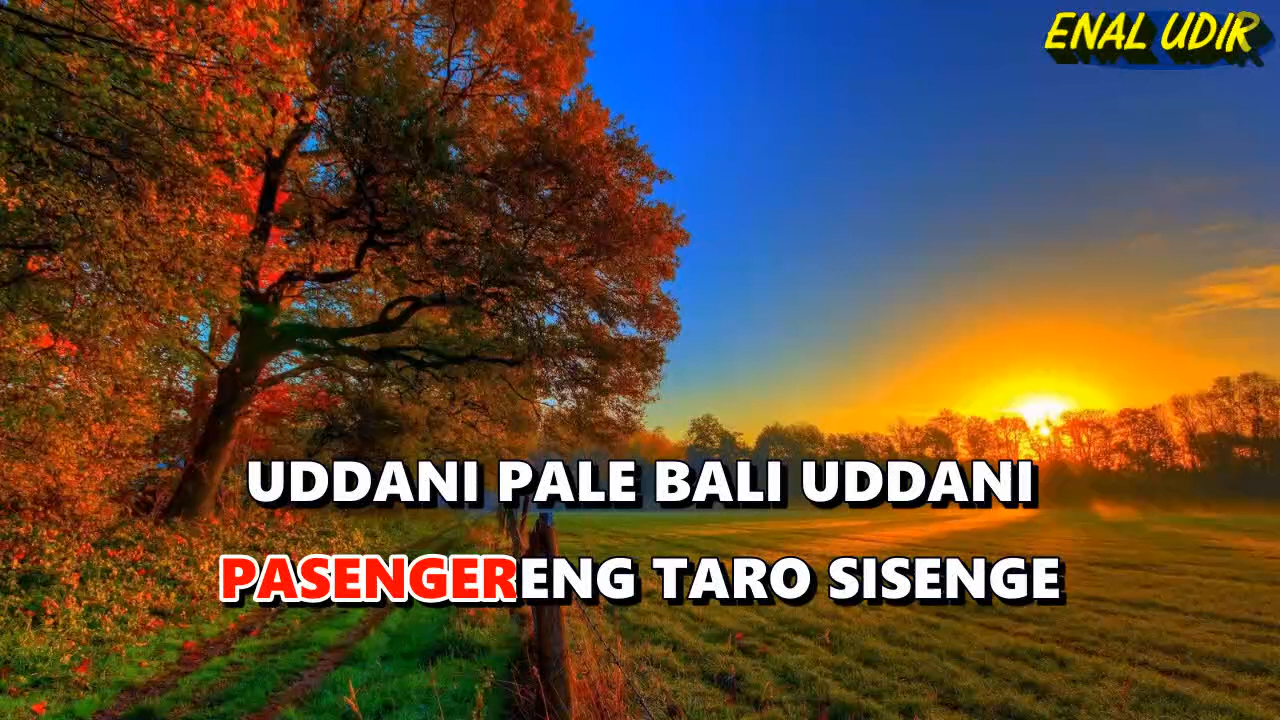 ENAL UDIR
UDDANI PALE BALI UDDANI
PASENGERENG TARO SISENGE